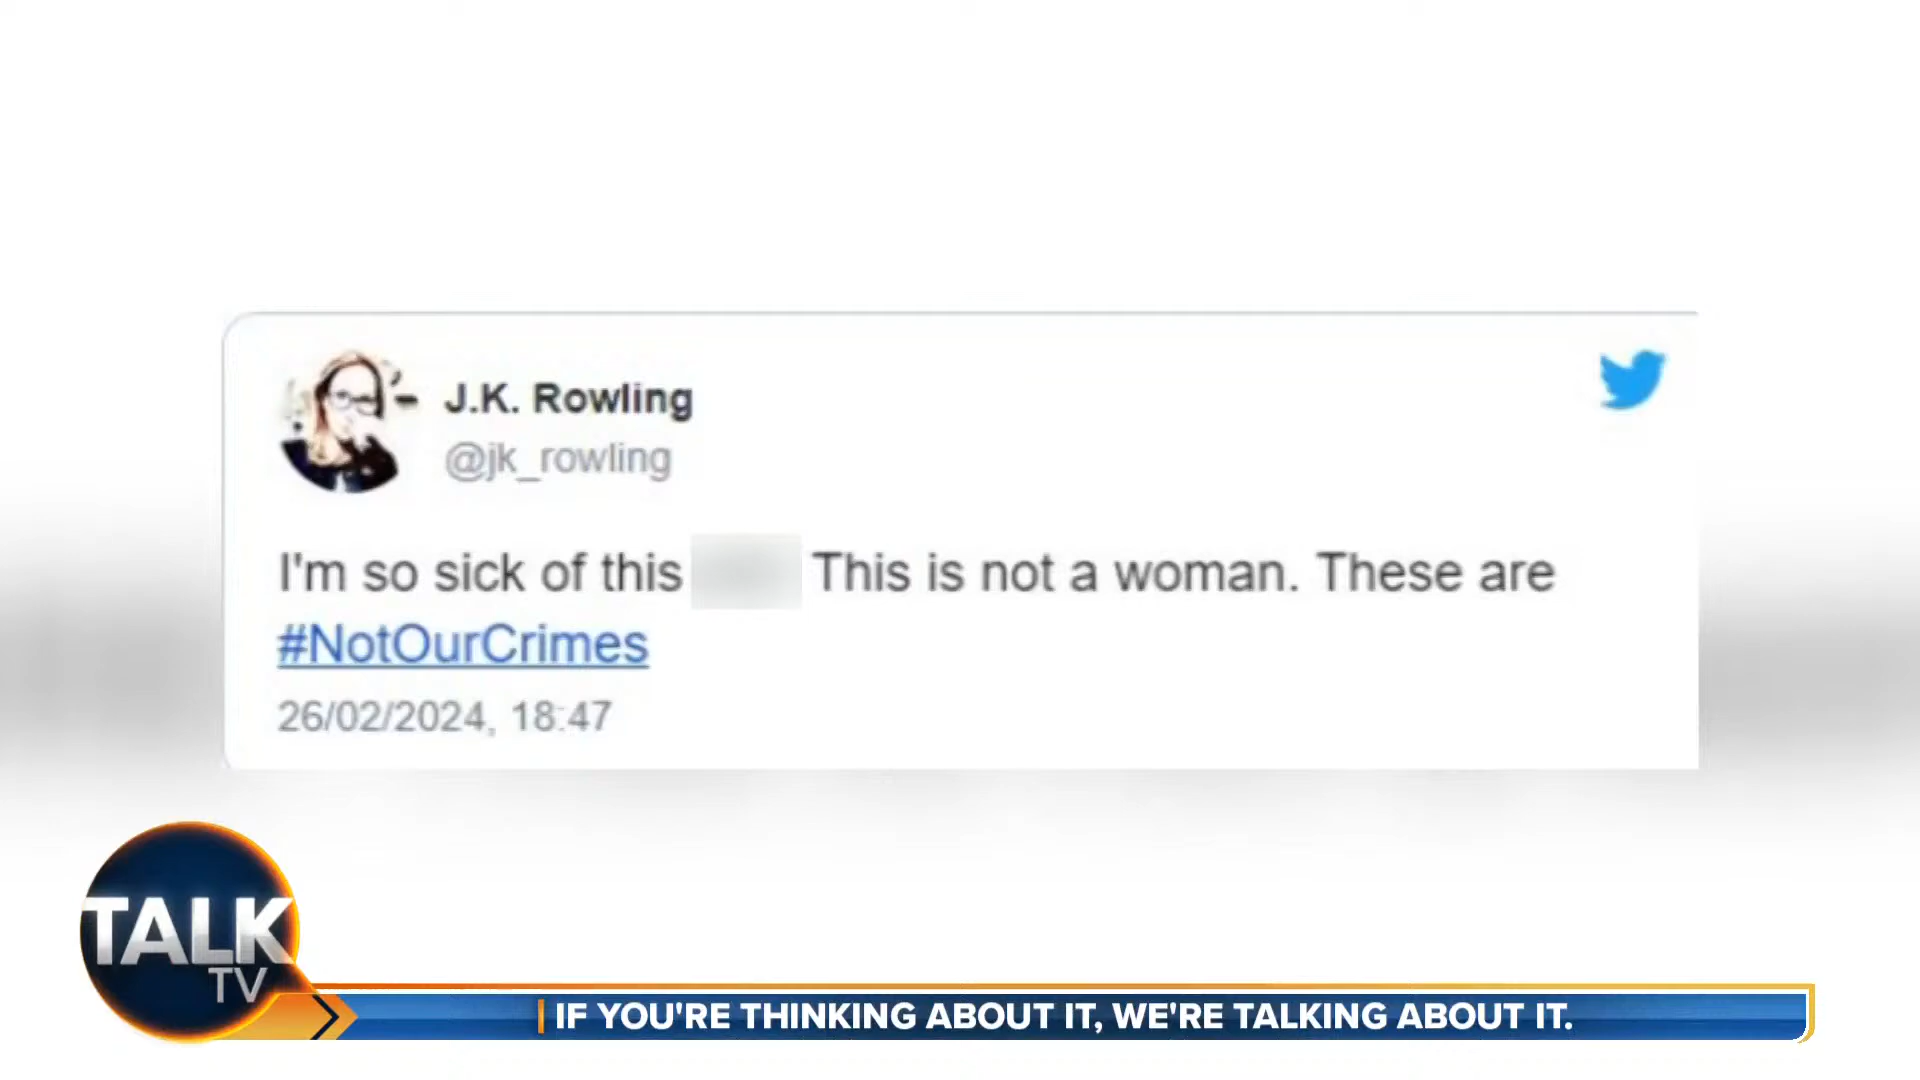 J.K. Rowling
@jk_rowling
I'm so sick of this This is not a woman. These are
#NotOurCrimes
26/02/2024, 18:47
TALK
TV
IF YOU'RE THINKING ABOUT IT, WE'RE TALKING ABOUT IT.